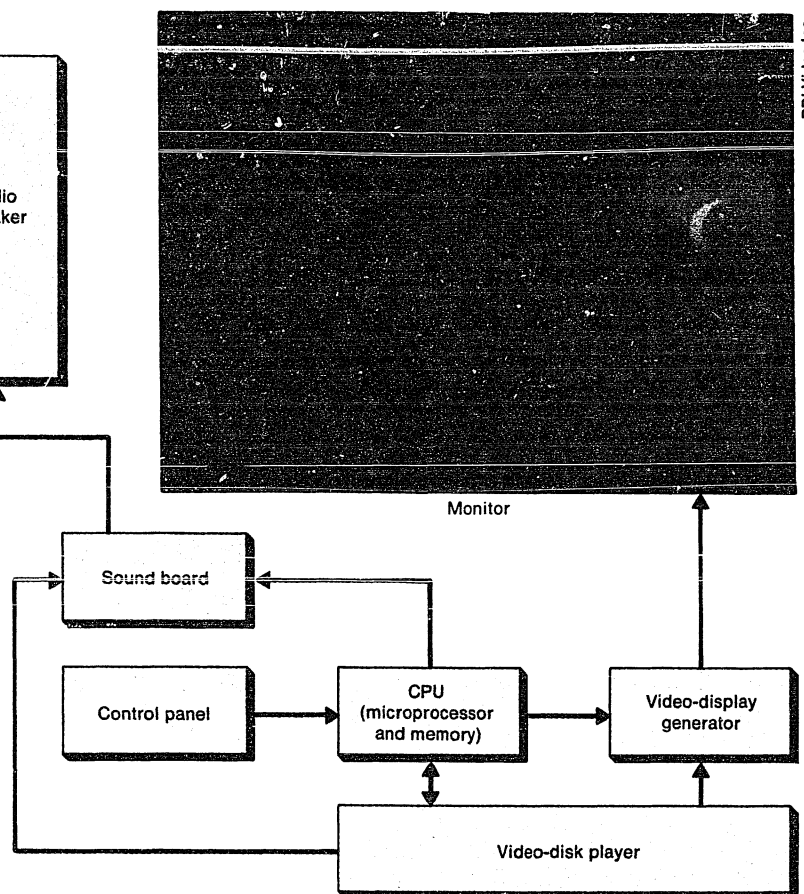 Monitor
Sound board
Control panel
CPU
(microprocessor
and memory)
Video-display
generator
Video-disk player